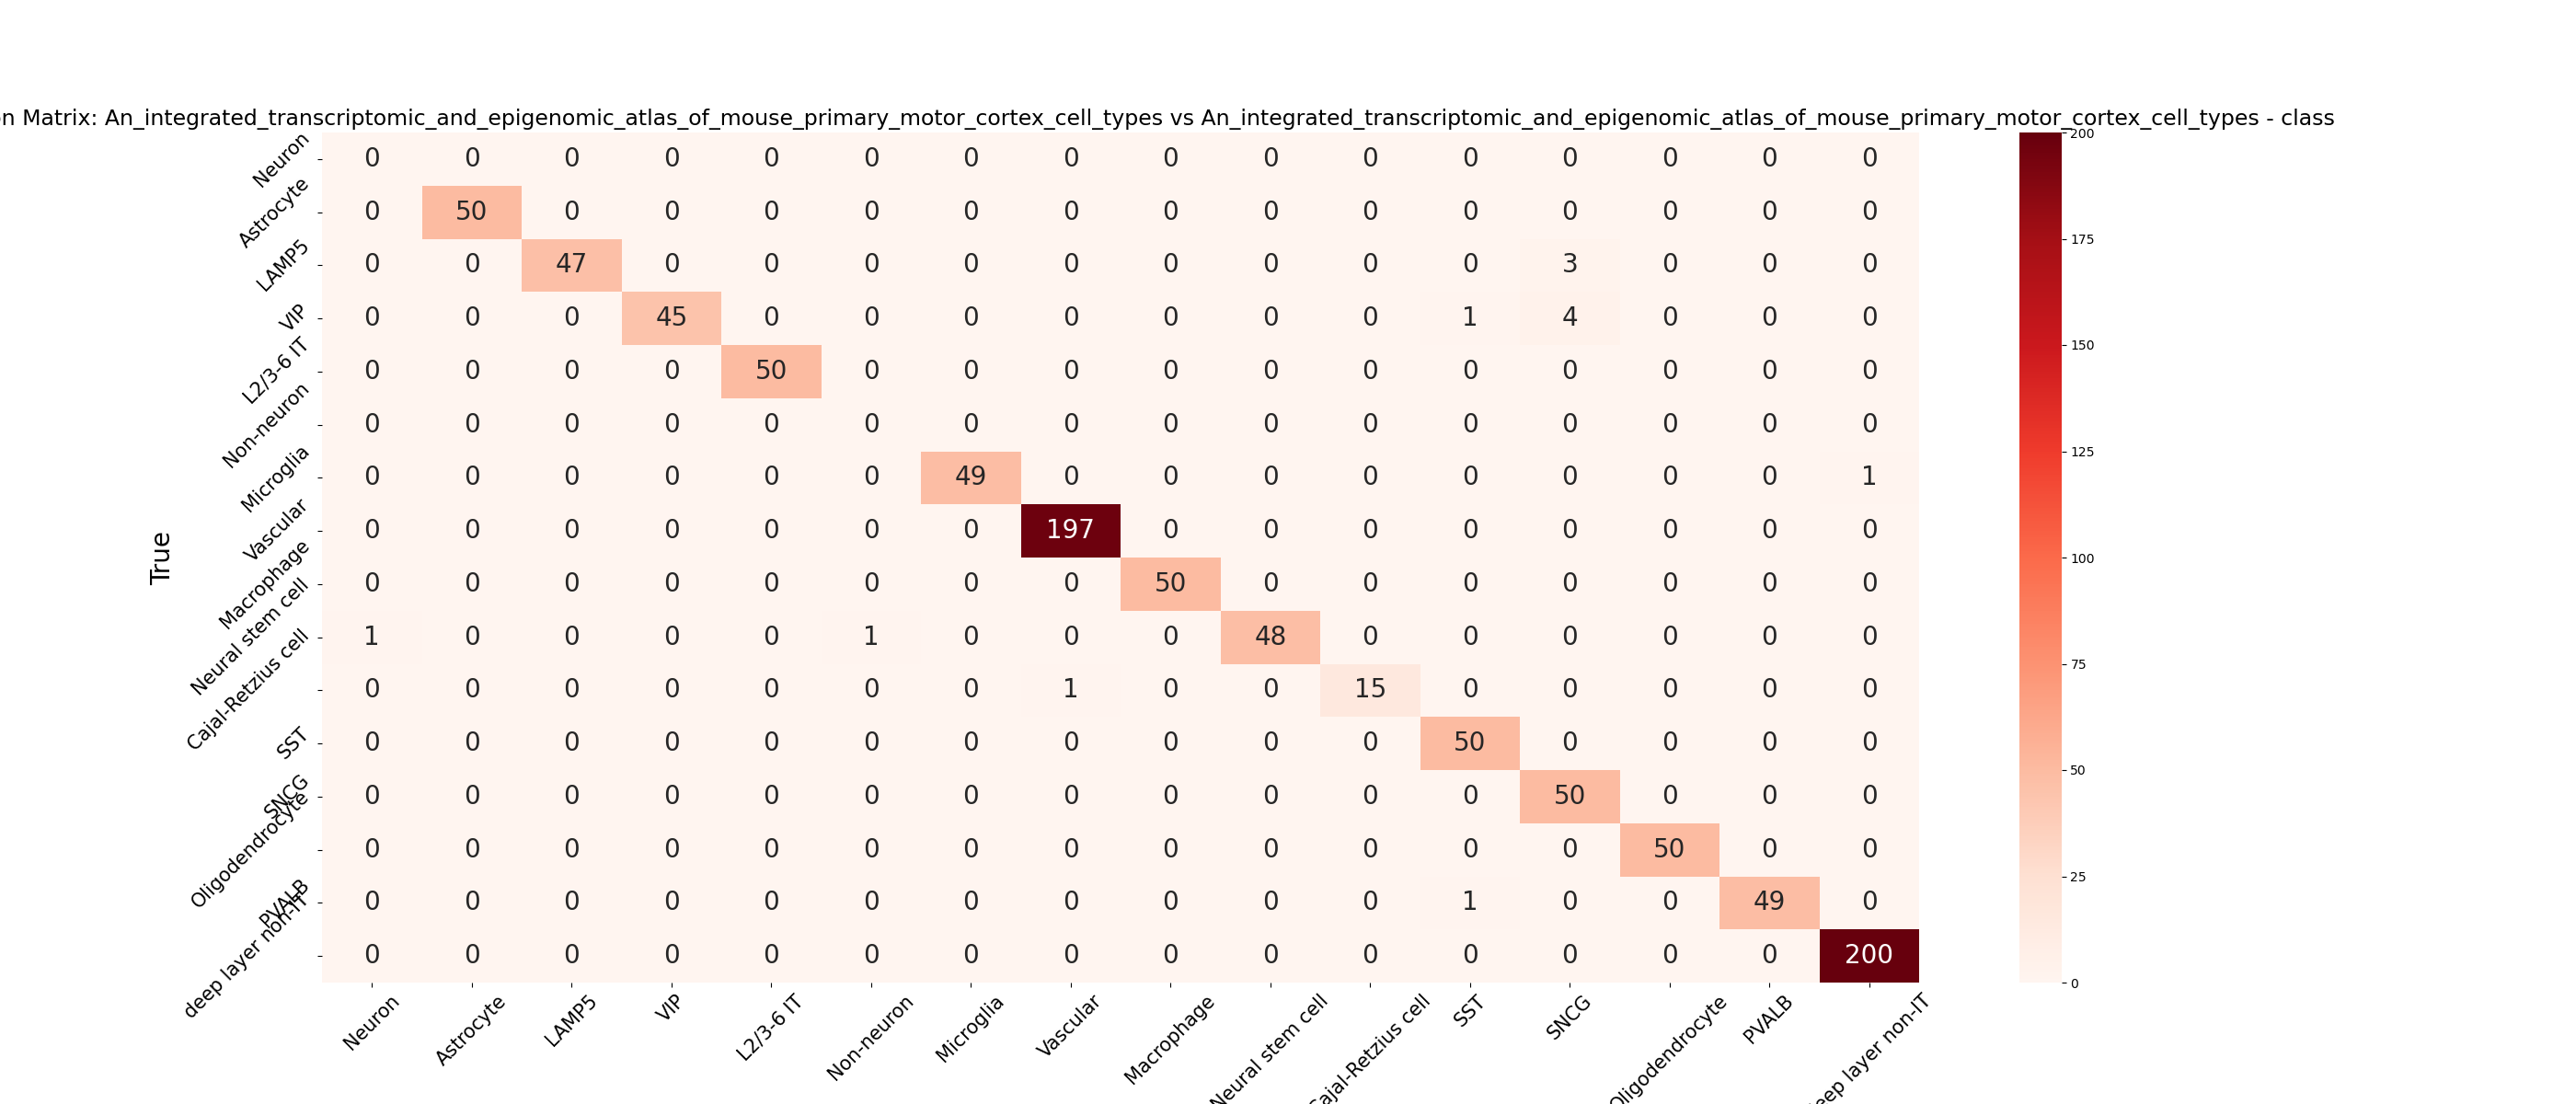 n Matrix: An_integrated_transcriptomic_and_epigenomic_atlas_of_mouse_primary_motor_cortex_cell_types vs An_integrated_transcriptomic_and_epigenomic_atlas_of_mouse_primary_motor_cortex_cell_types - class
True
Neuron 0 0 0 0 0 0 0 0 0 0 0 0 0 0 0 0
Astrocyte 0 50 0 0 0 0 0 0 0 0 0 0 0 0 0 0
LAMP5 0 0 47 0 0 0 0 0 0 0 0 0 3 0 0 0
VIP 0 0 0 45 0 0 0 0 0 0 0 1 4 0 0 0
L2/3-6 IT 0 0 0 0 50 0 0 0 0 0 0 0 0 0 0 0
Non-neuron 0 0 0 0 0 0 0 0 0 0 0 0 0 0 0 0
Microglia 0 0 0 0 0 0 49 0 0 0 0 0 0 0 0 1
Vascular 0 0 0 0 0 0 0 197 0 0 0 0 0 0 0 0
Macrophage 0 0 0 0 0 0 0 0 50 0 0 0 0 0 0 0
Neural stem cell 1 0 0 0 0 1 0 0 0 48 0 0 0 0 0 0
Cajal-Retzius cell 0 0 0 0 0 0 0 1 0 0 15 0 0 0 0 0
SST 0 0 0 0 0 0 0 0 0 0 0 50 0 0 0 0
SNCG 0 0 0 0 0 0 0 0 0 0 0 0 50 0 0 0
Oligodendrocyte 0 0 0 0 0 0 0 0 0 0 0 0 0 50 0 0
PVALB 0 0 0 0 0 0 0 0 0 0 0 1 0 0 49 0
deep layer non-IT 0 0 0 0 0 0 0 0 0 0 0 0 0 0 0 200
Neuron Astrocyte LAMP5 VIP L2/3-6 IT Non-neuron Microglia Vascular Macrophage Neural stem cell Cajal-Retzius cell SST SNCG Oligodendrocyte PVALB eep layer non-IT
200
175
150
125
100
75
50
25
0